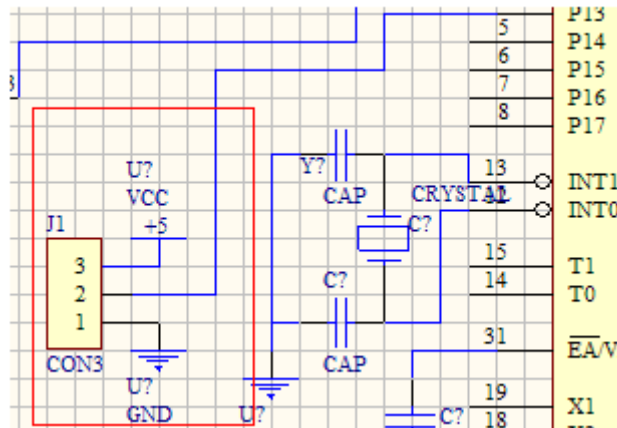 P13
5
P14
6
P15
7
P16
8
P17
U?
VCC
+5
J1
3
2
1
CON3
U?
GND
Y?
CAP
CRYSTAL
C?
C?
CAP
U?
13
INT1
12
INT0
15
T1
14
T0
31
EA/V
19
X1
C?
18